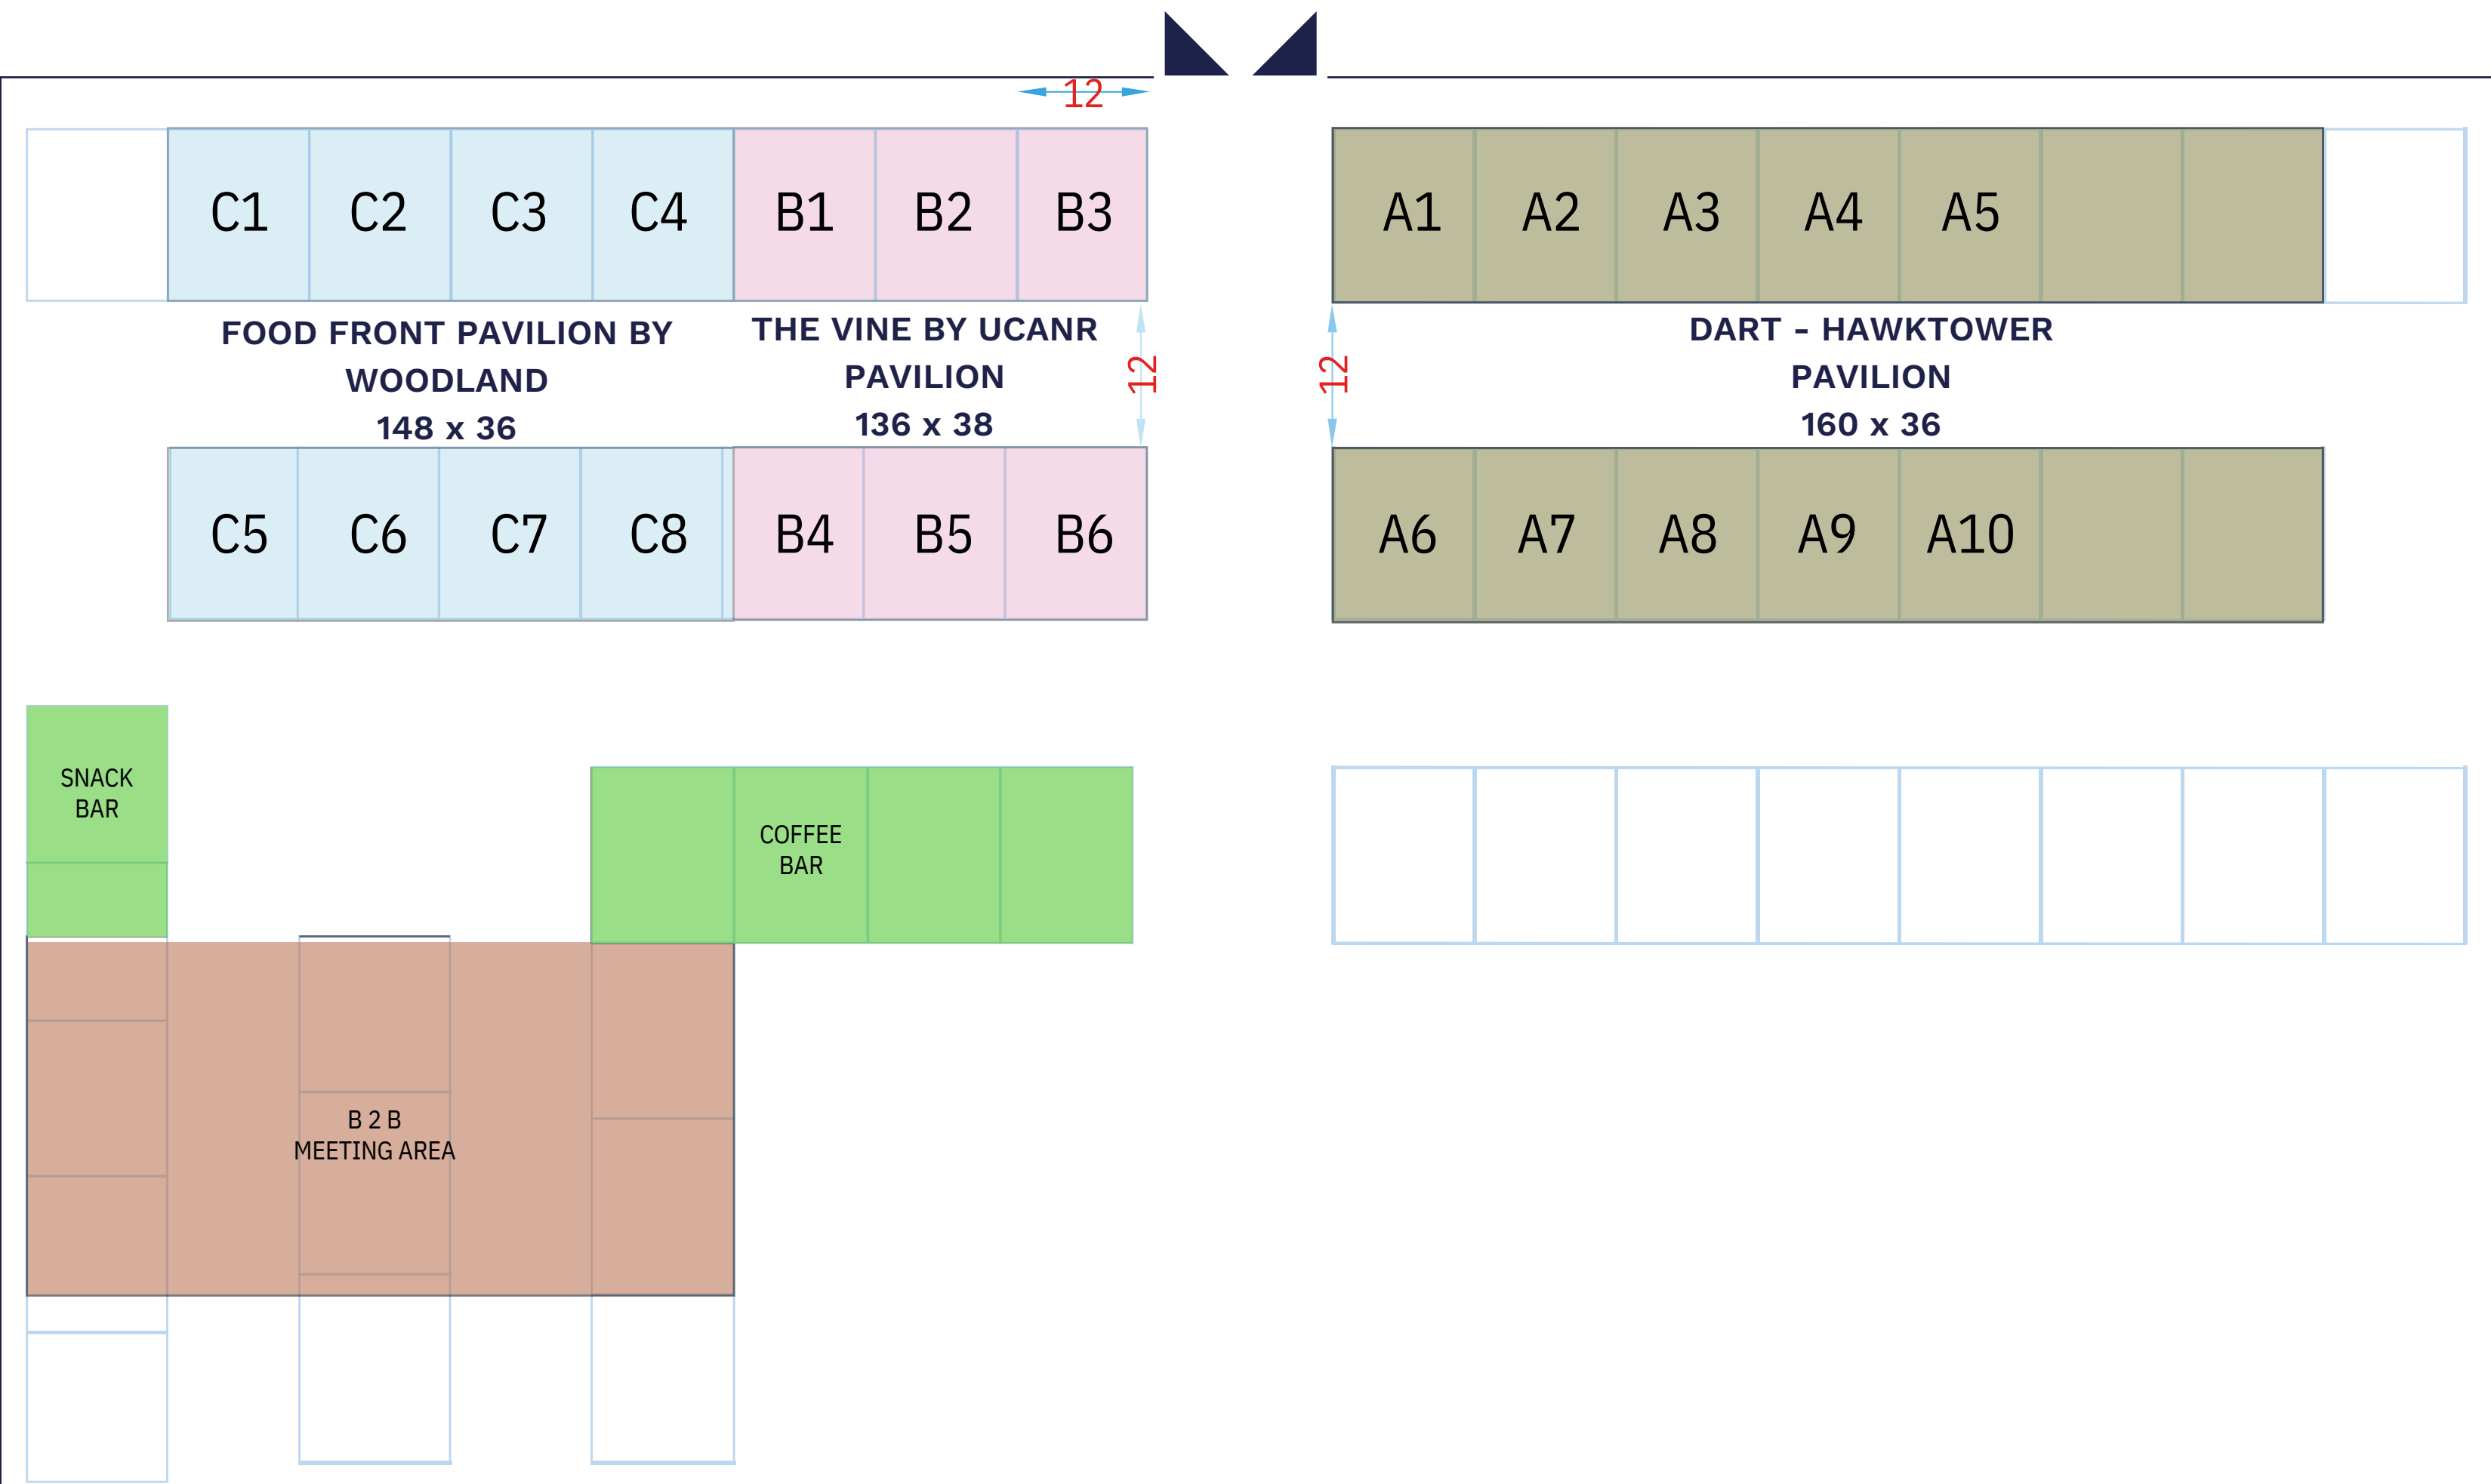 12
C1 C2 C3 C4 B1 B2 B3 A1 A2 A3 A4 A5
FOOD FRONT PAVILION BY
WOODLAND
148 x 36
THE VINE BY UCANR
PAVILION
136 x 38
12
12
DART - HAWKTOWER
PAVILION
160 x 36
C5 C6 C7 C8 B4 B5 B6 A6 A7 A8 A9 A10
SNACK
BAR
COFFEE
BAR
B 2 B
MEETING AREA